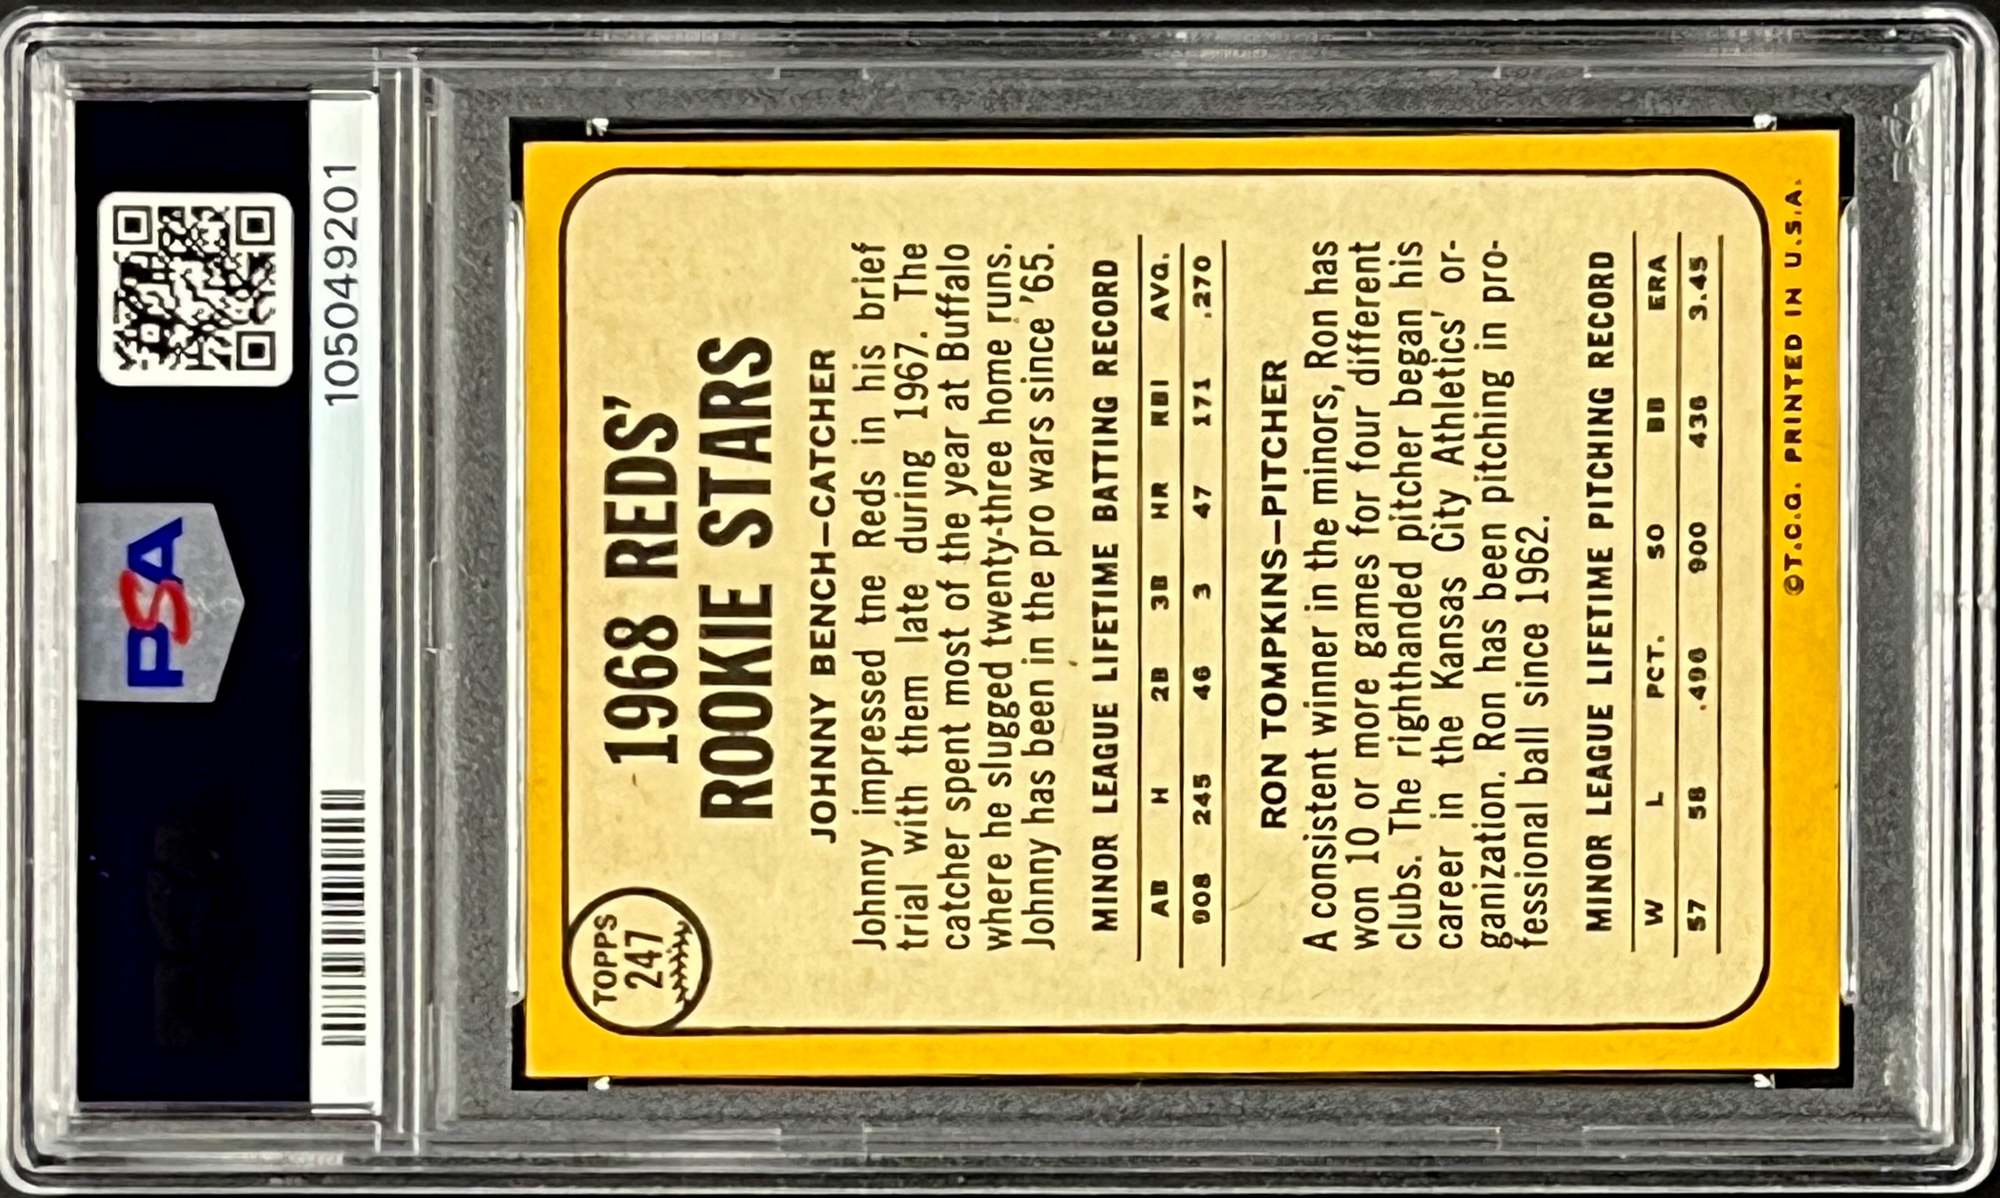 PSA
105049201
TOPPS
247
1968 REDS'
ROOKIE STARS
JOHNNY BENCH—CATCHER
Johnny impressed tne Reds in his brief
trial with them late during 1967. The
catcher spent most of the year at Buffalo
where he slugged twenty-three home runs.
Johnny has been in the pro wars since '65.
MINOR LEAGUE LIFETIME BATTING RECORD
AB H 2B 3B HR RBI AVG.
908 245 46 3 47 171 .270
RON TOMPKINS—PITCHER
A consistent winner in the minors, Ron has
won 10 or more games for four different
clubs. The righthanded pitcher began his
career in the Kansas City Athletics' or-
ganization. Ron has been pitching in pro-
fessional ball since 1962.
MINOR LEAGUE LIFETIME PITCHING RECORD
W L PCT. SO BB ERA
57 58 .496 900 436 3.45
©T.C.G. PRINTED IN U.S.A.